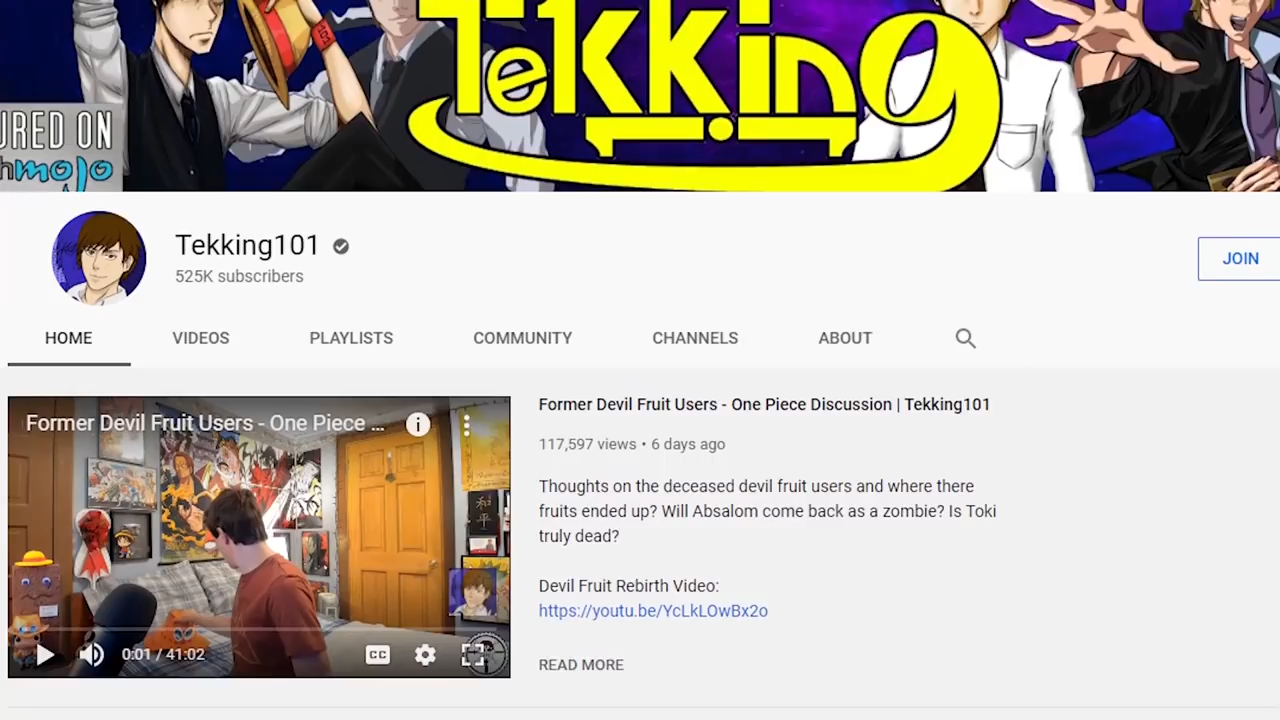 Tekking
URED ON
mojo
Tekking101
525K subscribers
JOIN
HOME
VIDEOS
PLAYLISTS
COMMUNITY
CHANNELS
ABOUT
Former Devil Fruit Users - One Piece ...
Former Devil Fruit Users - One Piece Discussion | Tekking101
117,597 views • 6 days ago
Thoughts on the deceased devil fruit users and where there
fruits ended up? Will Absalom come back as a zombie? Is Toki
truly dead?
Devil Fruit Rebirth Video:
https://youtu.be/YcLkLOwBx2o
和
平
0:01 / 41:02
CC
READ MORE